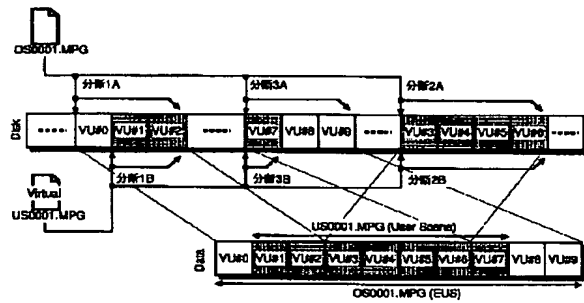 OS0001.MPG
分断1A
分断3A
分断2A
Disk
VU#0
VU#1
VU#2
VU#7
VU#8
VU#9
VU#3
VU#4
VU#5
VU#6
分断1B
分断3B
分断2B
Virtual
US0001.MPG
US0001.MPG (User Scene)
Data
VU#0
VU#1
VU#2
VU#3
VU#4
VU#5
VU#6
VU#7
VU#8
VU#9
OS0001.MPG (EUS)